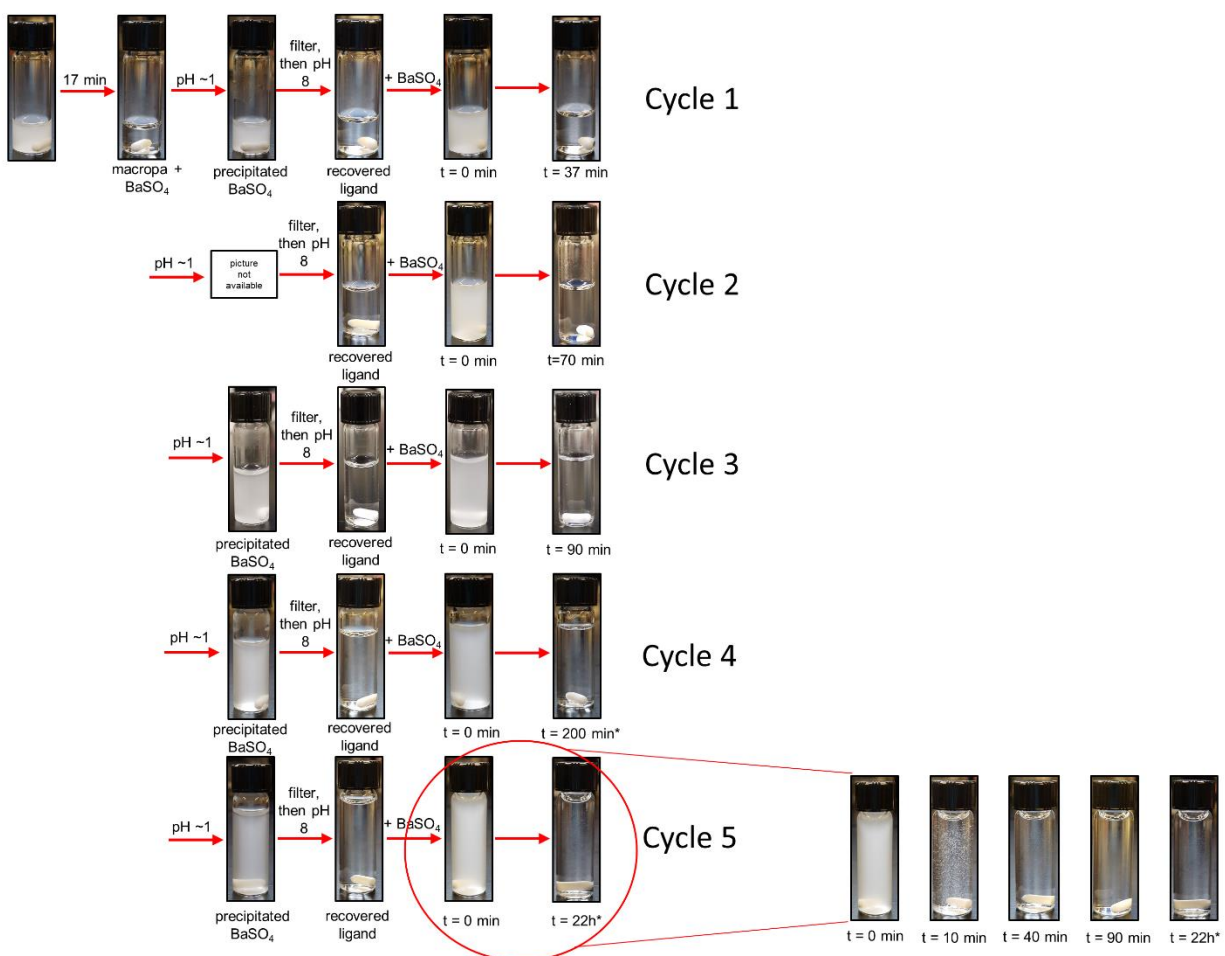 17 min
pH ~1
filter,
then pH
8
+ BaSO₄
Cycle 1
macropa +
BaSO₄
precipitated
BaSO₄
recovered
ligand
t = 0 min
t = 37 min
pH ~1
picture
not
available
filter,
then pH
8
+ BaSO₄
Cycle 2
recovered
ligand
t = 0 min
t=70 min
pH ~1
filter,
then pH
8
+ BaSO₄
Cycle 3
precipitated
BaSO₄
recovered
ligand
t = 0 min
t = 90 min
pH ~1
filter,
then pH
8
+ BaSO₄
Cycle 4
precipitated
BaSO₄
recovered
ligand
t = 0 min
t = 200 min*
pH ~1
filter,
then pH
8
+ BaSO₄
Cycle 5
precipitated
BaSO₄
recovered
ligand
t = 0 min
t = 22h*
t = 0 min
t = 10 min
t = 40 min
t = 90 min
t = 22h*